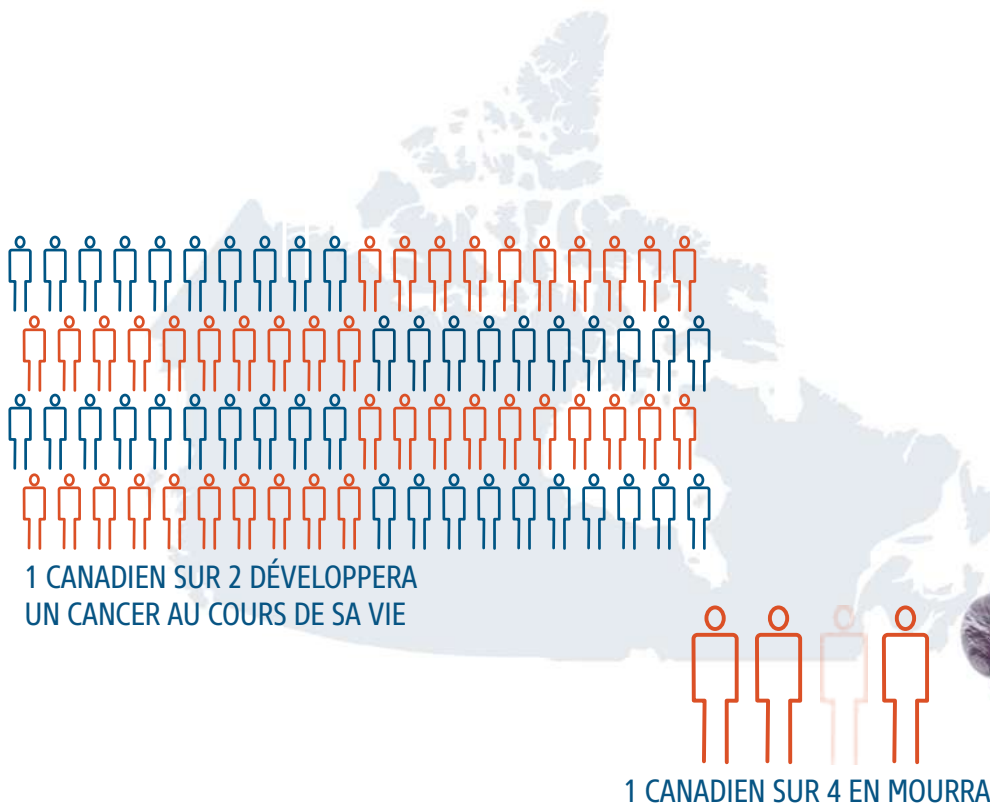 1 CANADIEN SUR 2 DÉVELOPPERA
UN CANCER AU COURS DE SA VIE
1 CANADIEN SUR 4 EN MOURRA